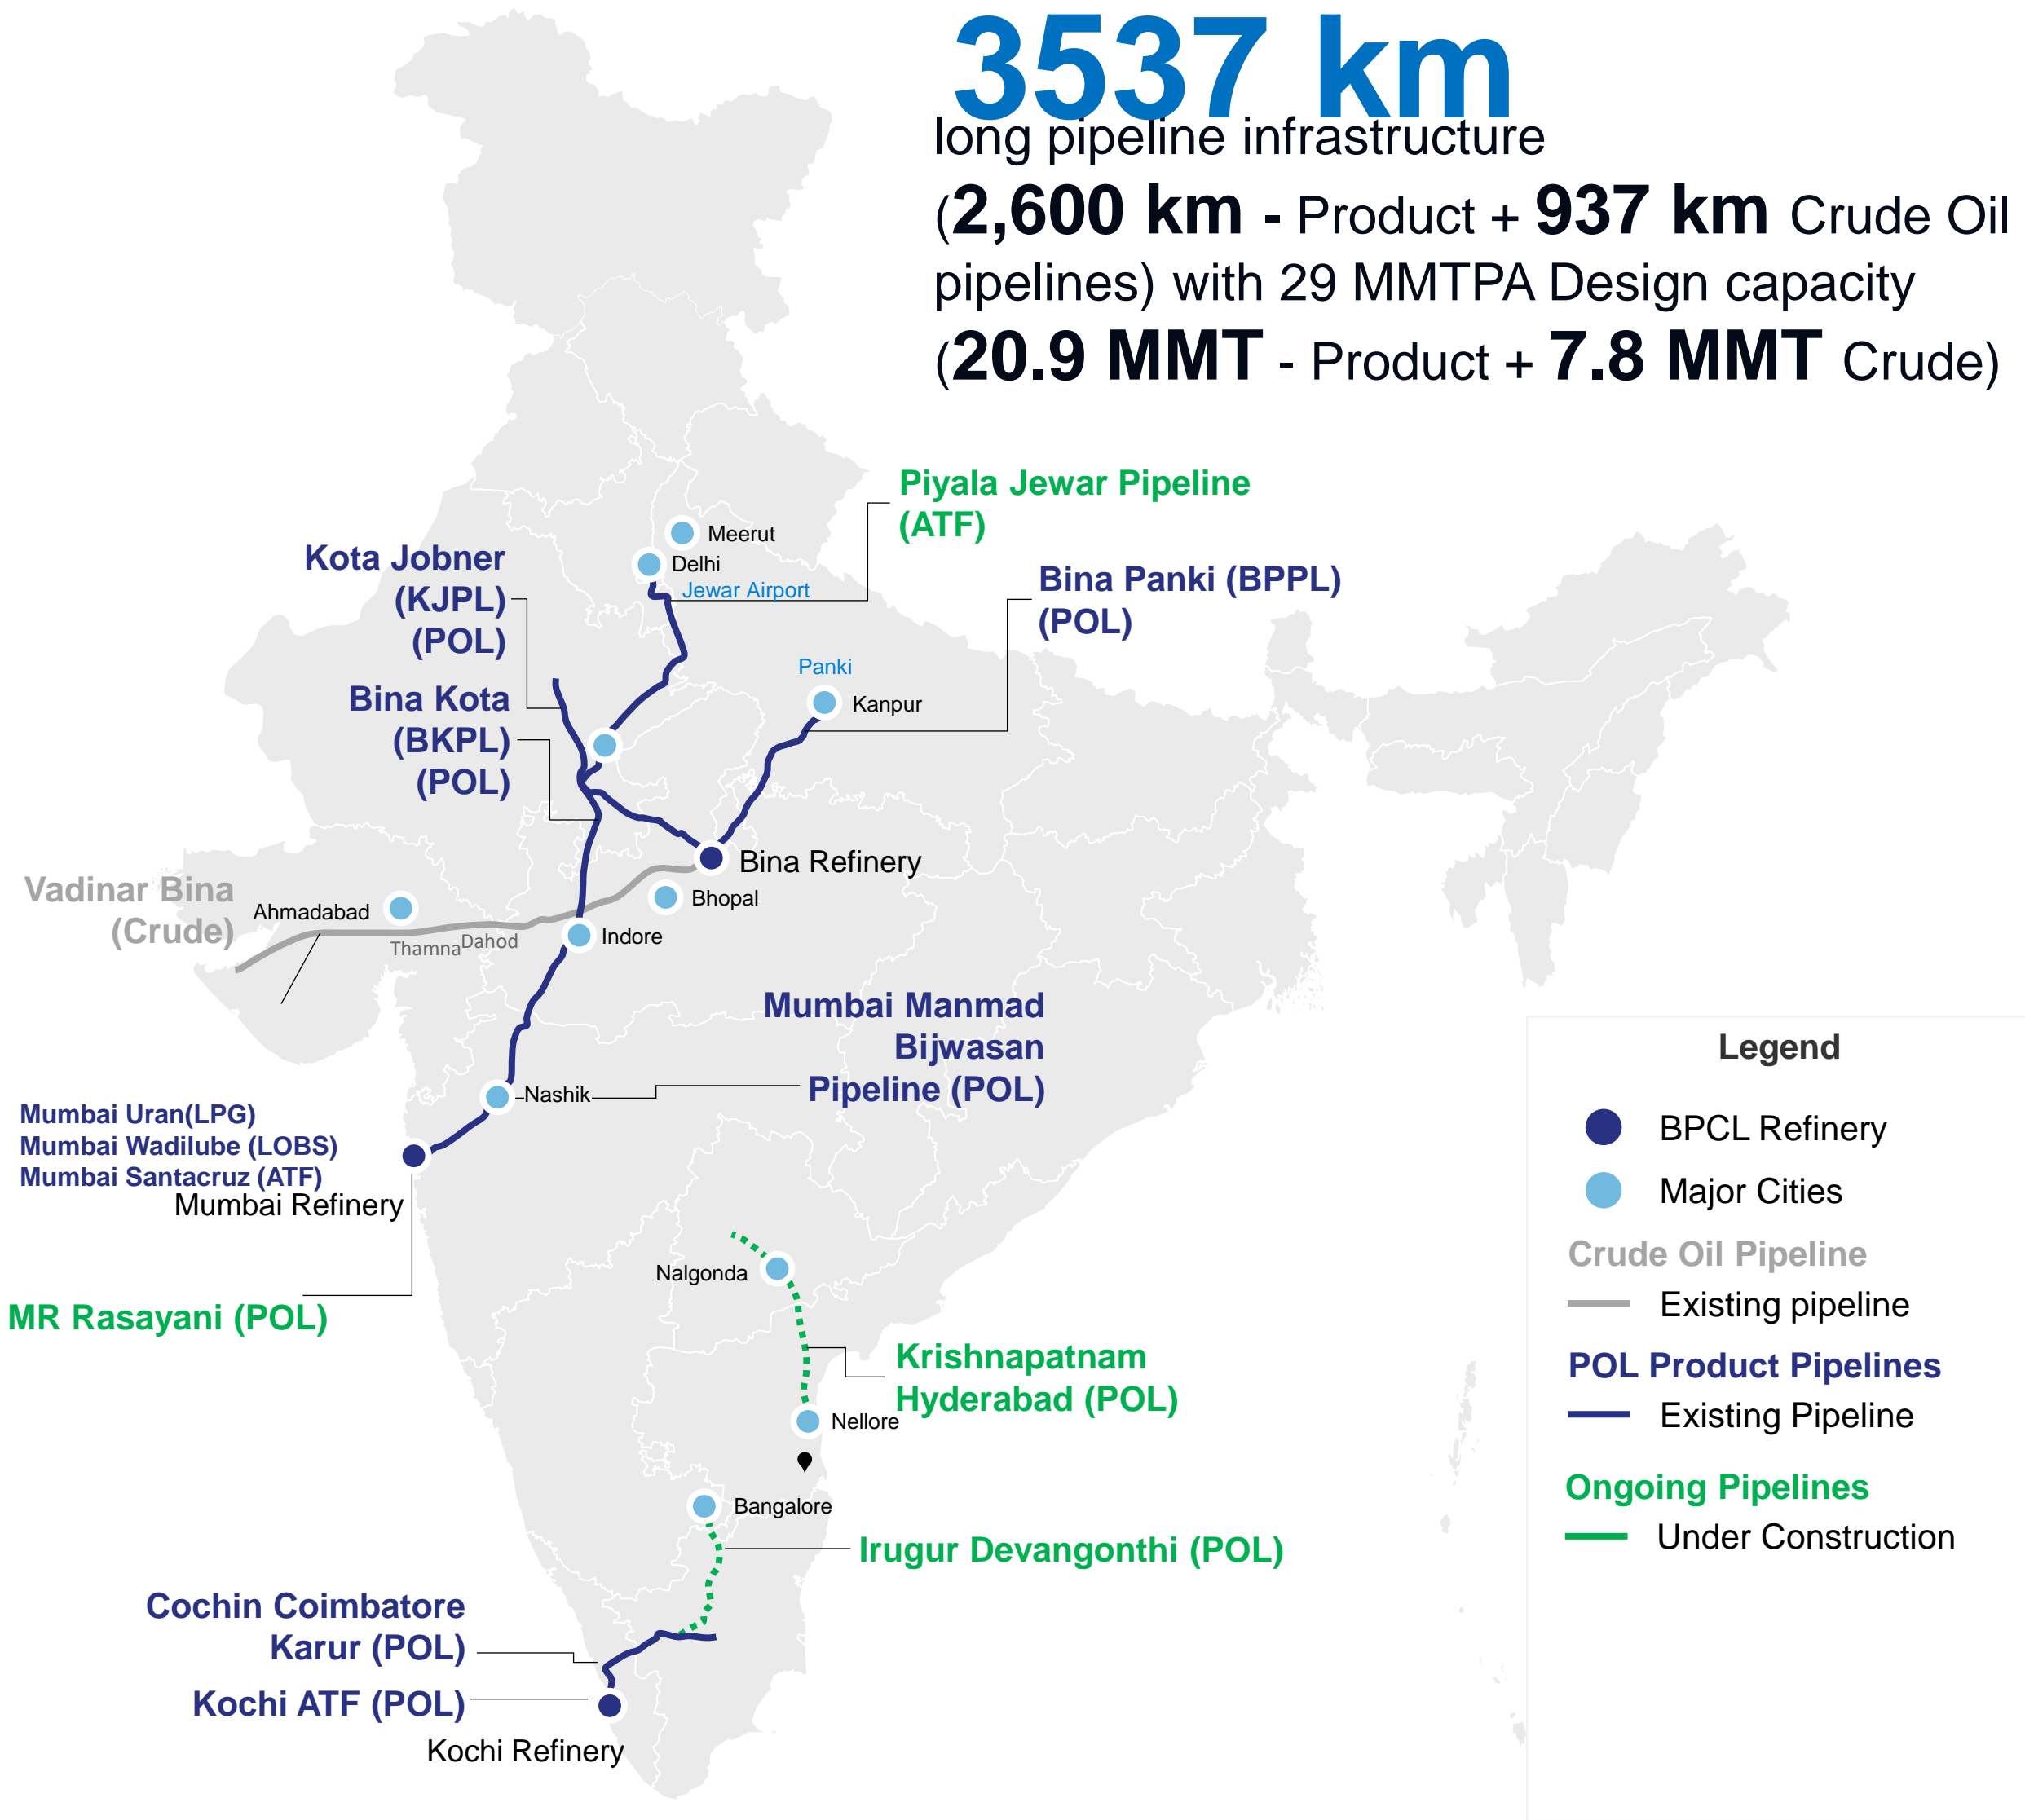 3537 km
long pipeline infrastructure
(2,600 km - Product + 937 km Crude Oil
pipelines) with 29 MMTPA Design capacity
(20.9 MMT - Product + 7.8 MMT Crude)
Piyala Jewar Pipeline
(ATF)
Meerut
Delhi
Jewar Airport
Kota Jobner
(KJPL)
(POL)
Bina Panki (BPPL)
(POL)
Panki
Kanpur
Bina Kota
(BKPL)
(POL)
Bina Refinery
Bhopal
Vadinar Bina
(Crude)
Ahmadabad
Thamna
Dahod
Indore
Mumbai Manmad
Bijwasan
Pipeline (POL)
Nashik
Mumbai Uran(LPG)
Mumbai Wadilube (LOBS)
Mumbai Santacruz (ATF)
Mumbai Refinery
MR Rasayani (POL)
Nalgonda
Krishnapatnam
Hyderabad (POL)
Nellore
Bangalore
Irugur Devangonthi (POL)
Cochin Coimbatore
Karur (POL)
Kochi ATF (POL)
Kochi Refinery
Legend
BPCL Refinery
Major Cities
Crude Oil Pipeline
Existing pipeline
POL Product Pipelines
Existing Pipeline
Ongoing Pipelines
Under Construction